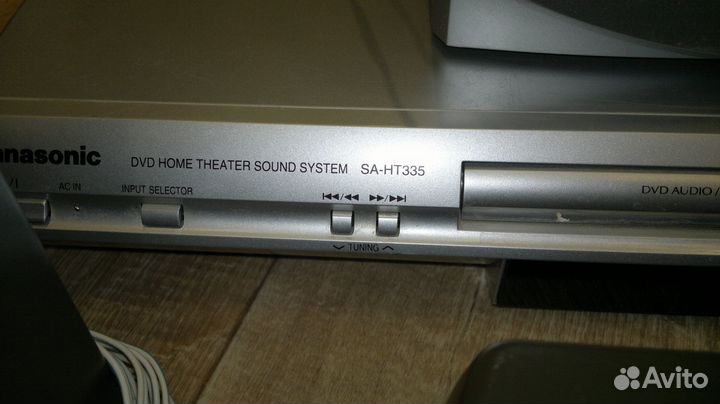 anasonic
DVD HOME THEATER SOUND SYSTEM SA-HT335
/I
AC IN
INPUT SELECTOR
DVD AUDIO /
TUNING
Avito